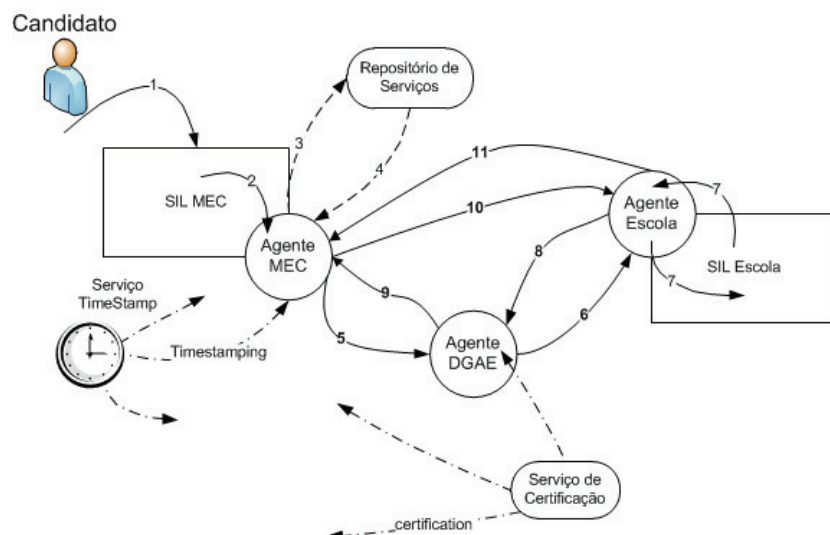 Candidato
1
Repositório de
Serviços
3
4
11
2
SIL MEC
10
7
Agente
Escola
Agente
MEC
8
SIL Escola
7
Serviço
TimeStamp
9
6
5
Timestamping
Agente
DGAE
Serviço de
Certificação
certification